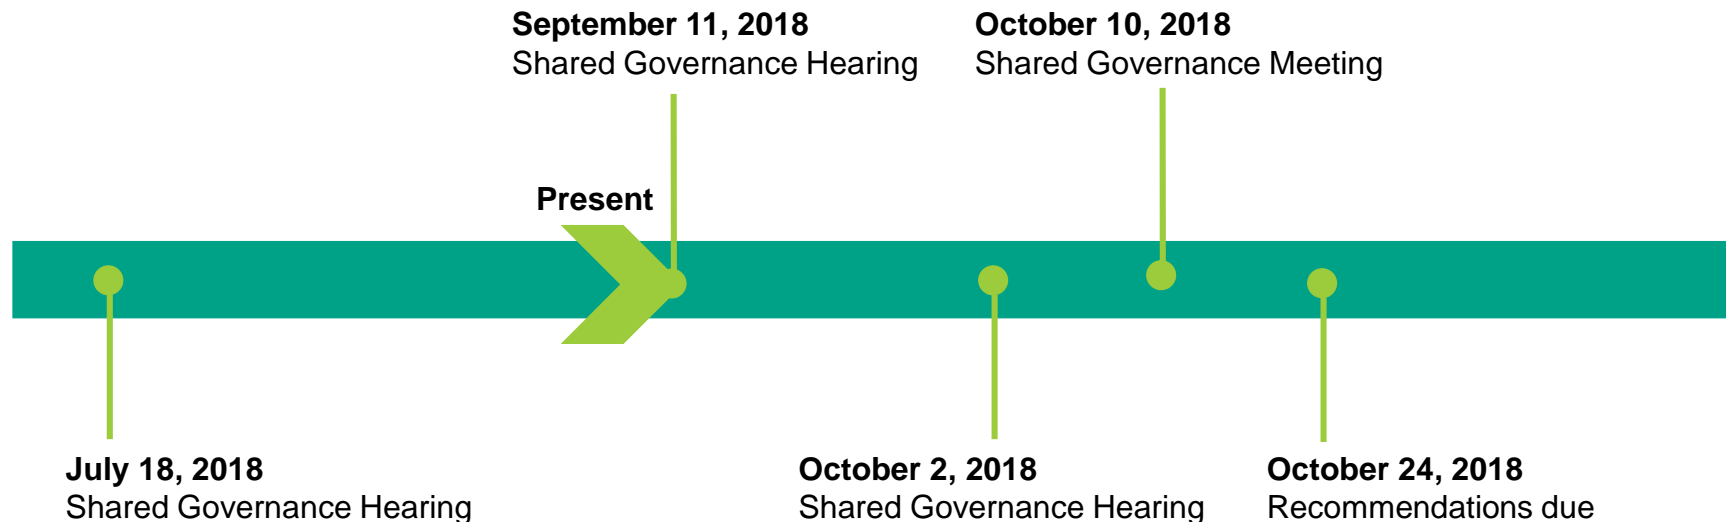 September 11, 2018
Shared Governance Hearing
October 10, 2018
Shared Governance Meeting
Present
July 18, 2018
Shared Governance Hearing
October 2, 2018
Shared Governance Hearing
October 24, 2018
Recommendations due